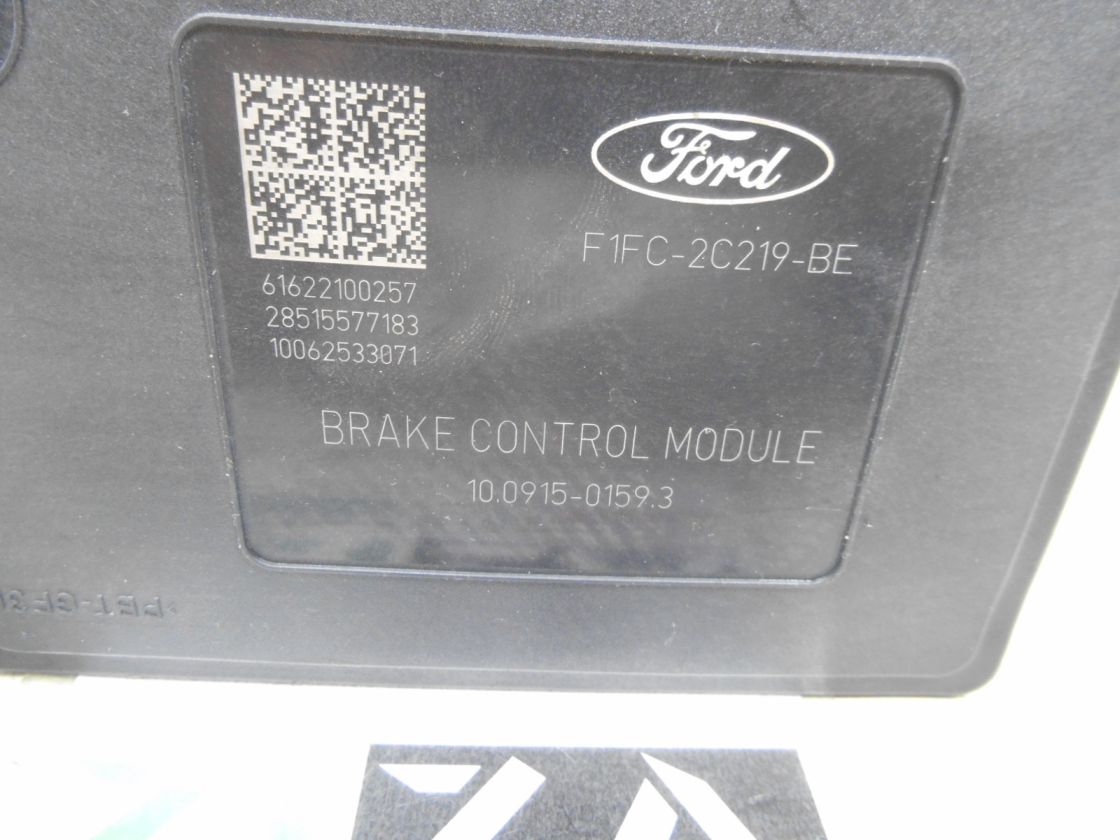 Ford
F1FC-2C219-BE
61622100257
28515577183
10062533071
BRAKE CONTROL MODULE
10.0915-0159.3